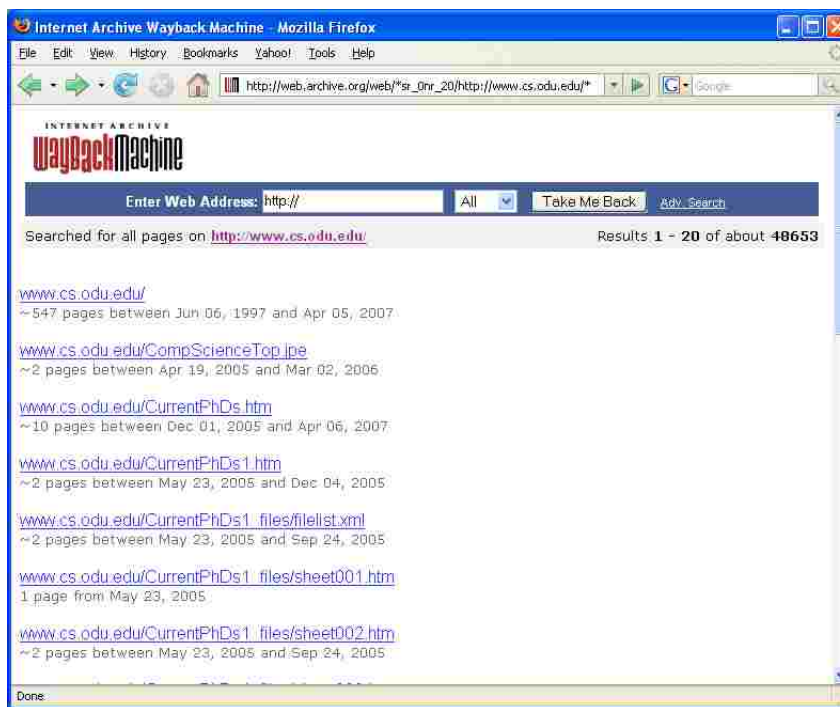 Internet Archive Wayback Machine - Mozilla Firefox
File Edit View History Bookmarks Yahoo! Tools Help
http://web.archive.org/web/*sr_0nr_20/http://www.cs.odu.edu/* G Google
INTERNET ARCHIVE
WayBackMachine
Enter Web Address: http:// All Take Me Back Adv. Search
Searched for all pages on http://www.cs.odu.edu/ Results 1 - 20 of about 48653
www.cs.odu.edu/
~547 pages between Jun 06, 1997 and Apr 05, 2007
www.cs.odu.edu/CompScienceTop.jpe
~2 pages between Apr 19, 2005 and Mar 02, 2006
www.cs.odu.edu/CurrentPhDs.htm
~10 pages between Dec 01, 2005 and Apr 06, 2007
www.cs.odu.edu/CurrentPhDs1.htm
~2 pages between May 23, 2005 and Dec 04, 2005
www.cs.odu.edu/CurrentPhDs1_files/filelist.xml
~2 pages between May 23, 2005 and Sep 24, 2005
www.cs.odu.edu/CurrentPhDs1_files/sheet001.htm
1 page from May 23, 2005
www.cs.odu.edu/CurrentPhDs1_files/sheet002.htm
~2 pages between May 23, 2005 and Sep 24, 2005
Done